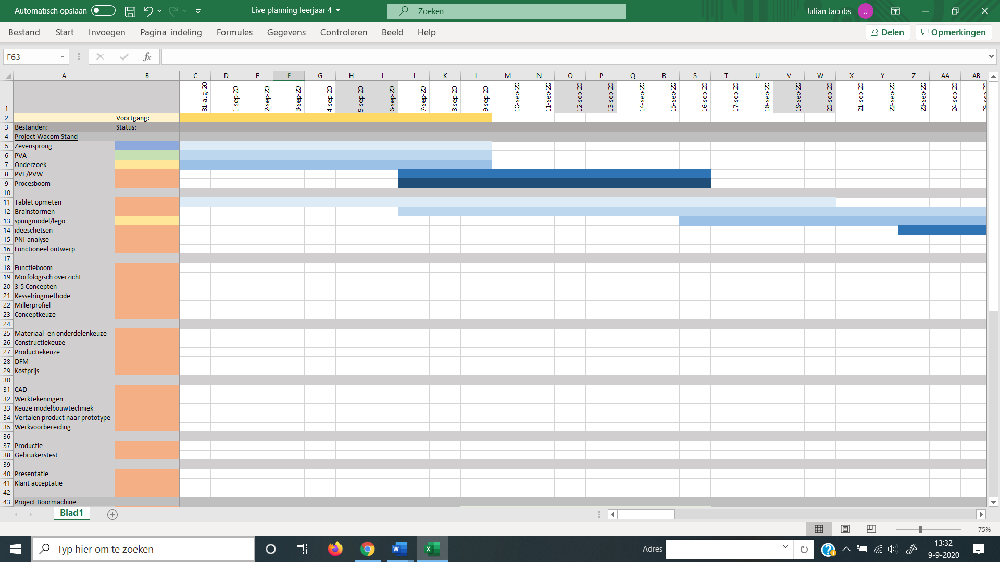 Automatisch opslaan
Live planning leerjaar 4
Zoeken
Julian Jacobs
JJ
Bestand Start Invoegen Pagina-indeling Formules Gegevens Controleren Beeld Help
Delen
Opmerkingen
F63
fx
A B C D E F G H I J K L M N O P Q R S T U V W X Y Z AA AB
1 31-aug-20 1-sep-20 2-sep-20 3-sep-20 4-sep-20 5-sep-20 6-sep-20 7-sep-20 8-sep-20 9-sep-20 10-sep-20 11-sep-20 12-sep-20 13-sep-20 14-sep-20 15-sep-20 16-sep-20 17-sep-20 18-sep-20 19-sep-20 20-sep-20 21-sep-20 22-sep-20 23-sep-20 24-sep-20 25-sep-20
2 Voortgang:
3 Bestanden: Status:
4 Project Wacom Stand
5 Zevensprong
6 PVA
7 Onderzoek
8 PVE/PVW
9 Procesboom
10
11 Tablet opmeten
12 Brainstormen
13 spuugmodel/lego
14 ideeschetsen
15 PNI-analyse
16 Functioneel ontwerp
17
18 Functieboom
19 Morfologisch overzicht
20 3-5 Concepten
21 Kesselringmethode
22 Millerprofiel
23 Conceptkeuze
24
25 Materiaal- en onderdelenkeuze
26 Constructiekeuze
27 Productiekeuze
28 DFM
29 Kostprijs
30
31 CAD
32 Werktekeningen
33 Keuze modelbouwtechniek
34 Vertalen product naar prototype
35 Werkvoorbereiding
36
37 Productie
38 Gebruikerstest
39
40 Presentatie
41 Klant acceptatie
42
43 Project Boormachine
Blad1
75%
Typ hier om te zoeken
Adres
13:32
9-9-2020